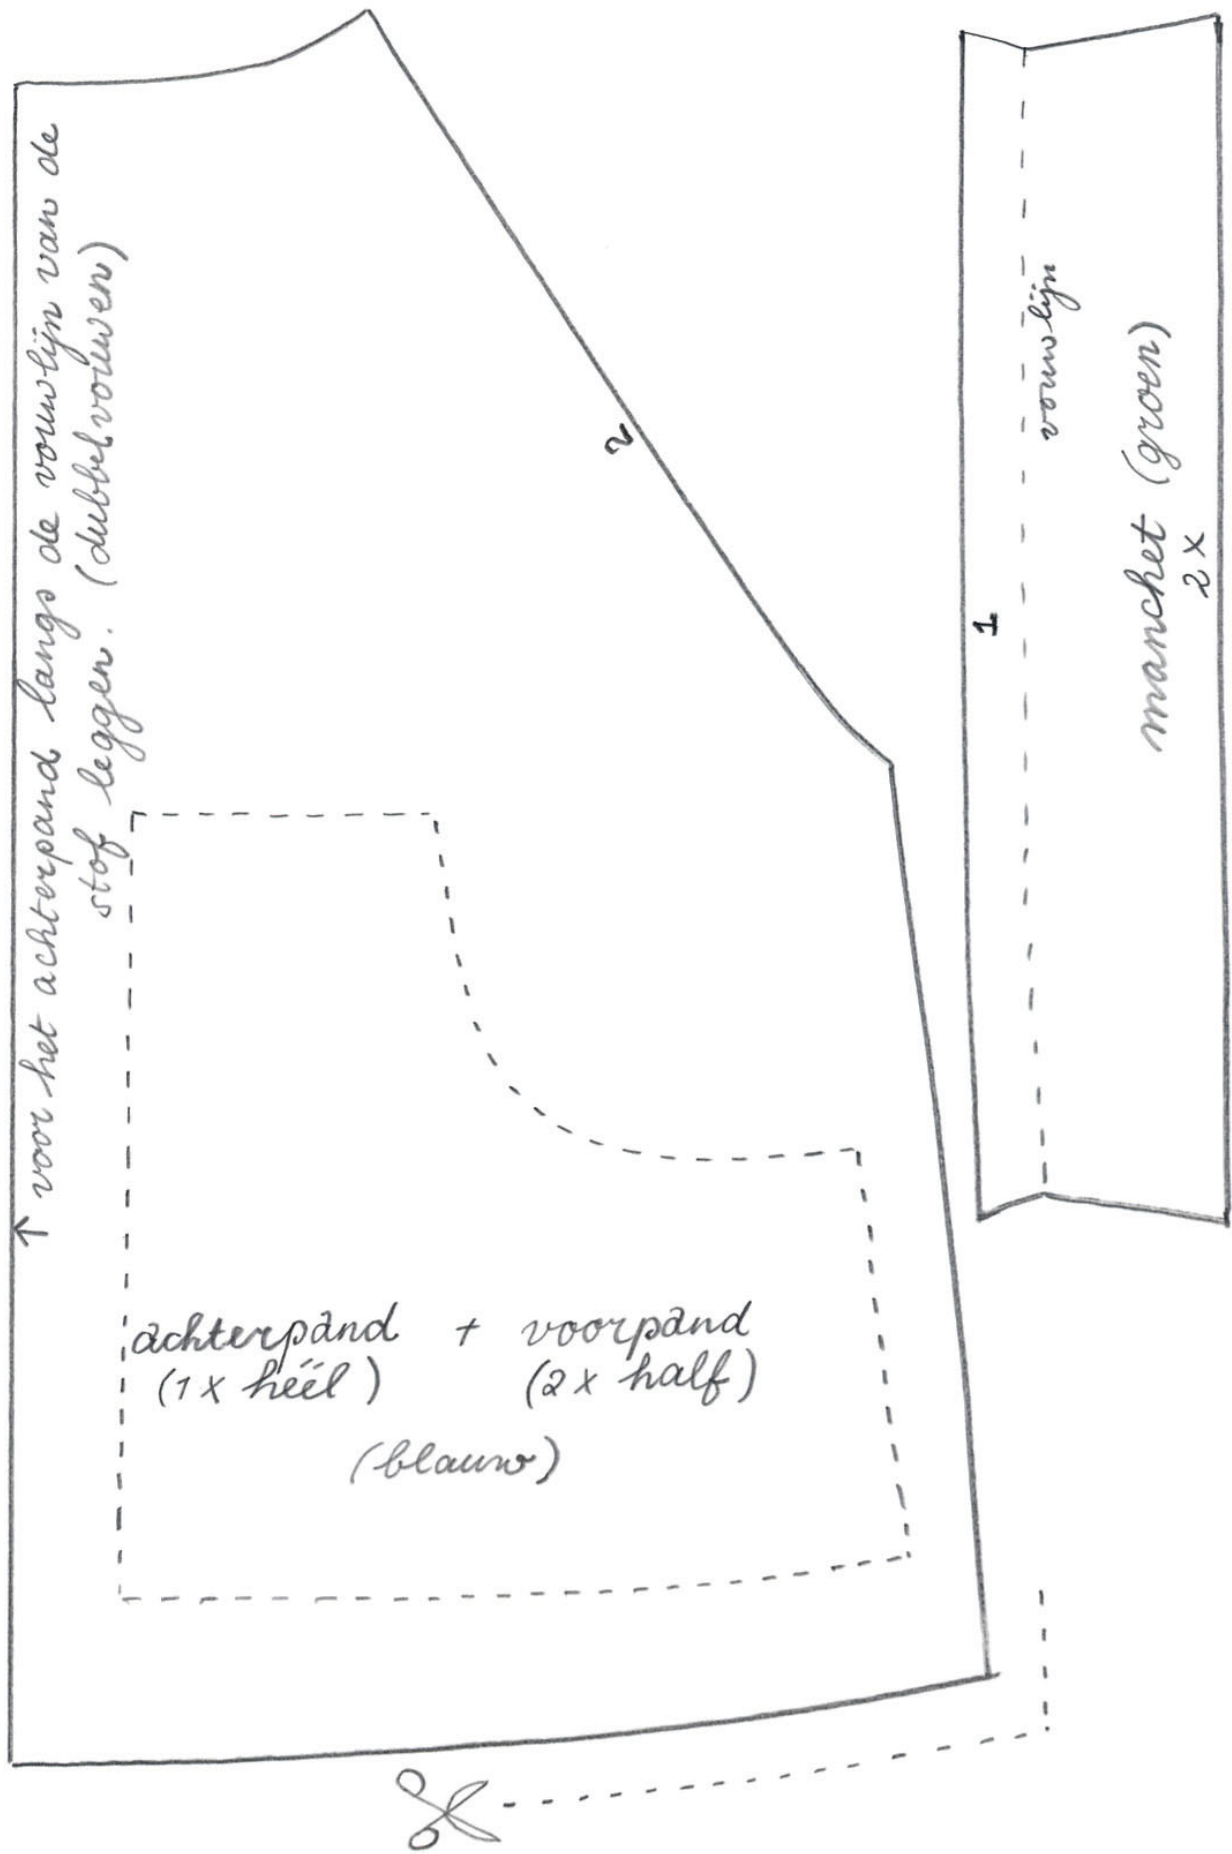 ↑ voor het achterpand langs de vouwlijn van de
stof leggen. (dubbelvouwen)
2
achterpand + voorpand
(1x héél) (2x half)
(blauw)
1
vouwlijn
manchet (groen)
2x